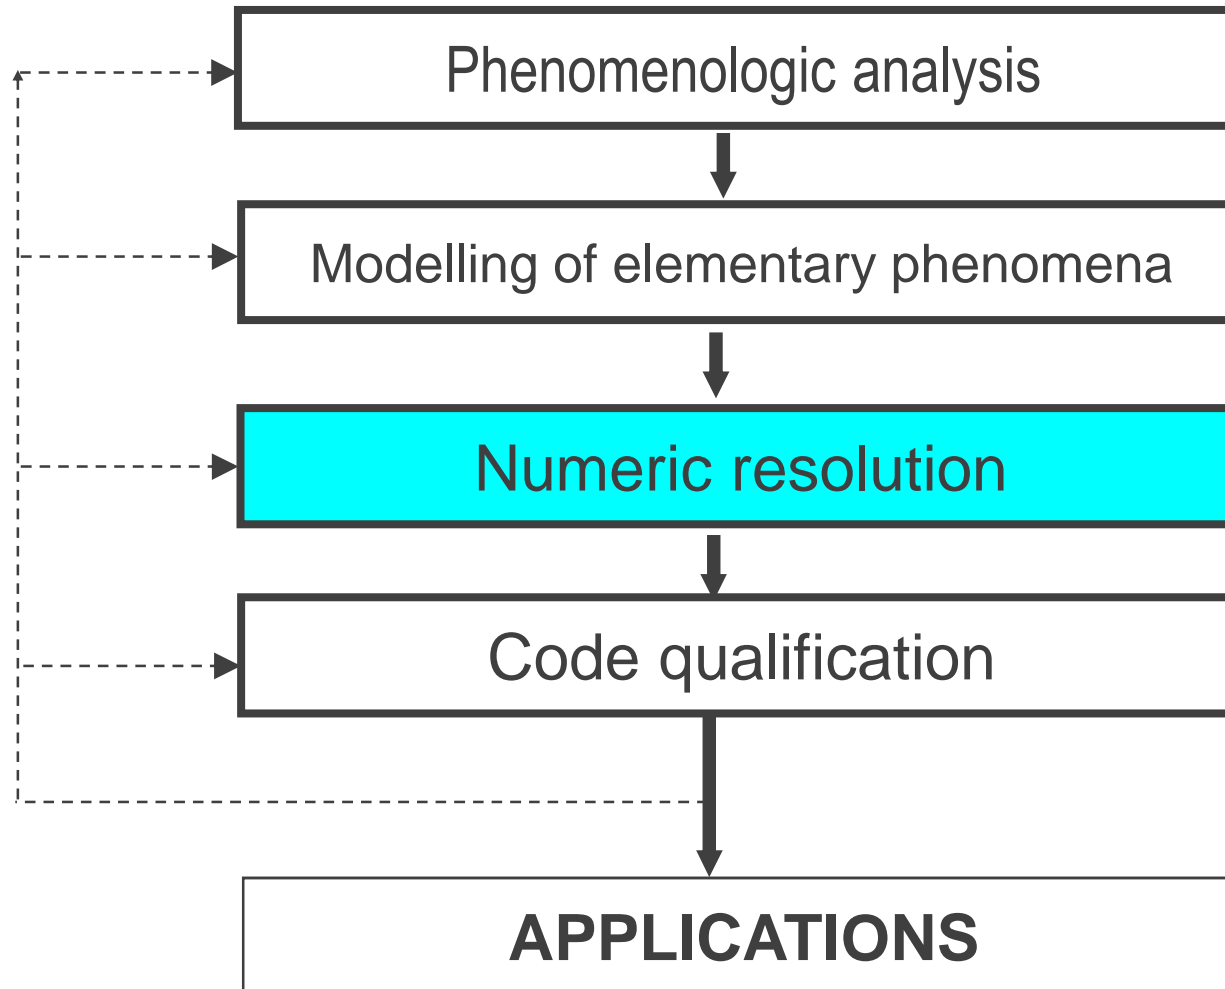 Phenomenologic analysis
Modelling of elementary phenomena
Numeric resolution
Code qualification
APPLICATIONS